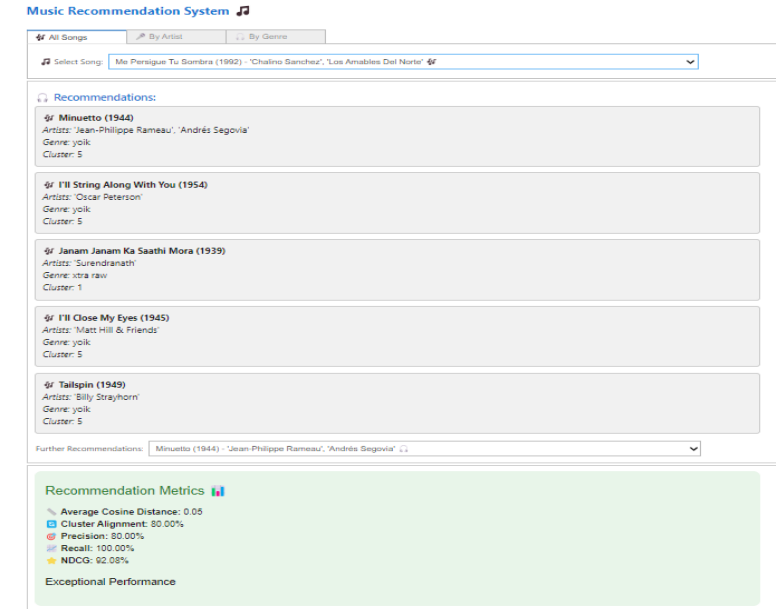 Music Recommendation System
All Songs
By Artist
By Genre
Select Song: Me Persigue Tu Sombra (1992) - 'Chalino Sanchez', 'Los Amables Del Norte'
Recommendations:
Minuetto (1944)
Artists: 'Jean-Philippe Rameau', 'Andrés Segovia'
Genre: yoik
Cluster: 5
I'll String Along With You (1954)
Artists: 'Oscar Peterson'
Genre: yoik
Cluster: 5
Janam Janam Ka Saathi Mora (1939)
Artists: 'Surendranath'
Genre: xtra raw
Cluster: 1
I'll Close My Eyes (1945)
Artists: 'Matt Hill & Friends'
Genre: yoik
Cluster: 5
Tailspin (1949)
Artists: 'Billy Strayhorn'
Genre: yoik
Cluster: 5
Further Recommendations: Minuetto (1944) - 'Jean-Philippe Rameau', 'Andrés Segovia'
Recommendation Metrics
Average Cosine Distance: 0.05
Cluster Alignment: 80.00%
Precision: 80.00%
Recall: 100.00%
NDCG: 92.08%
Exceptional Performance